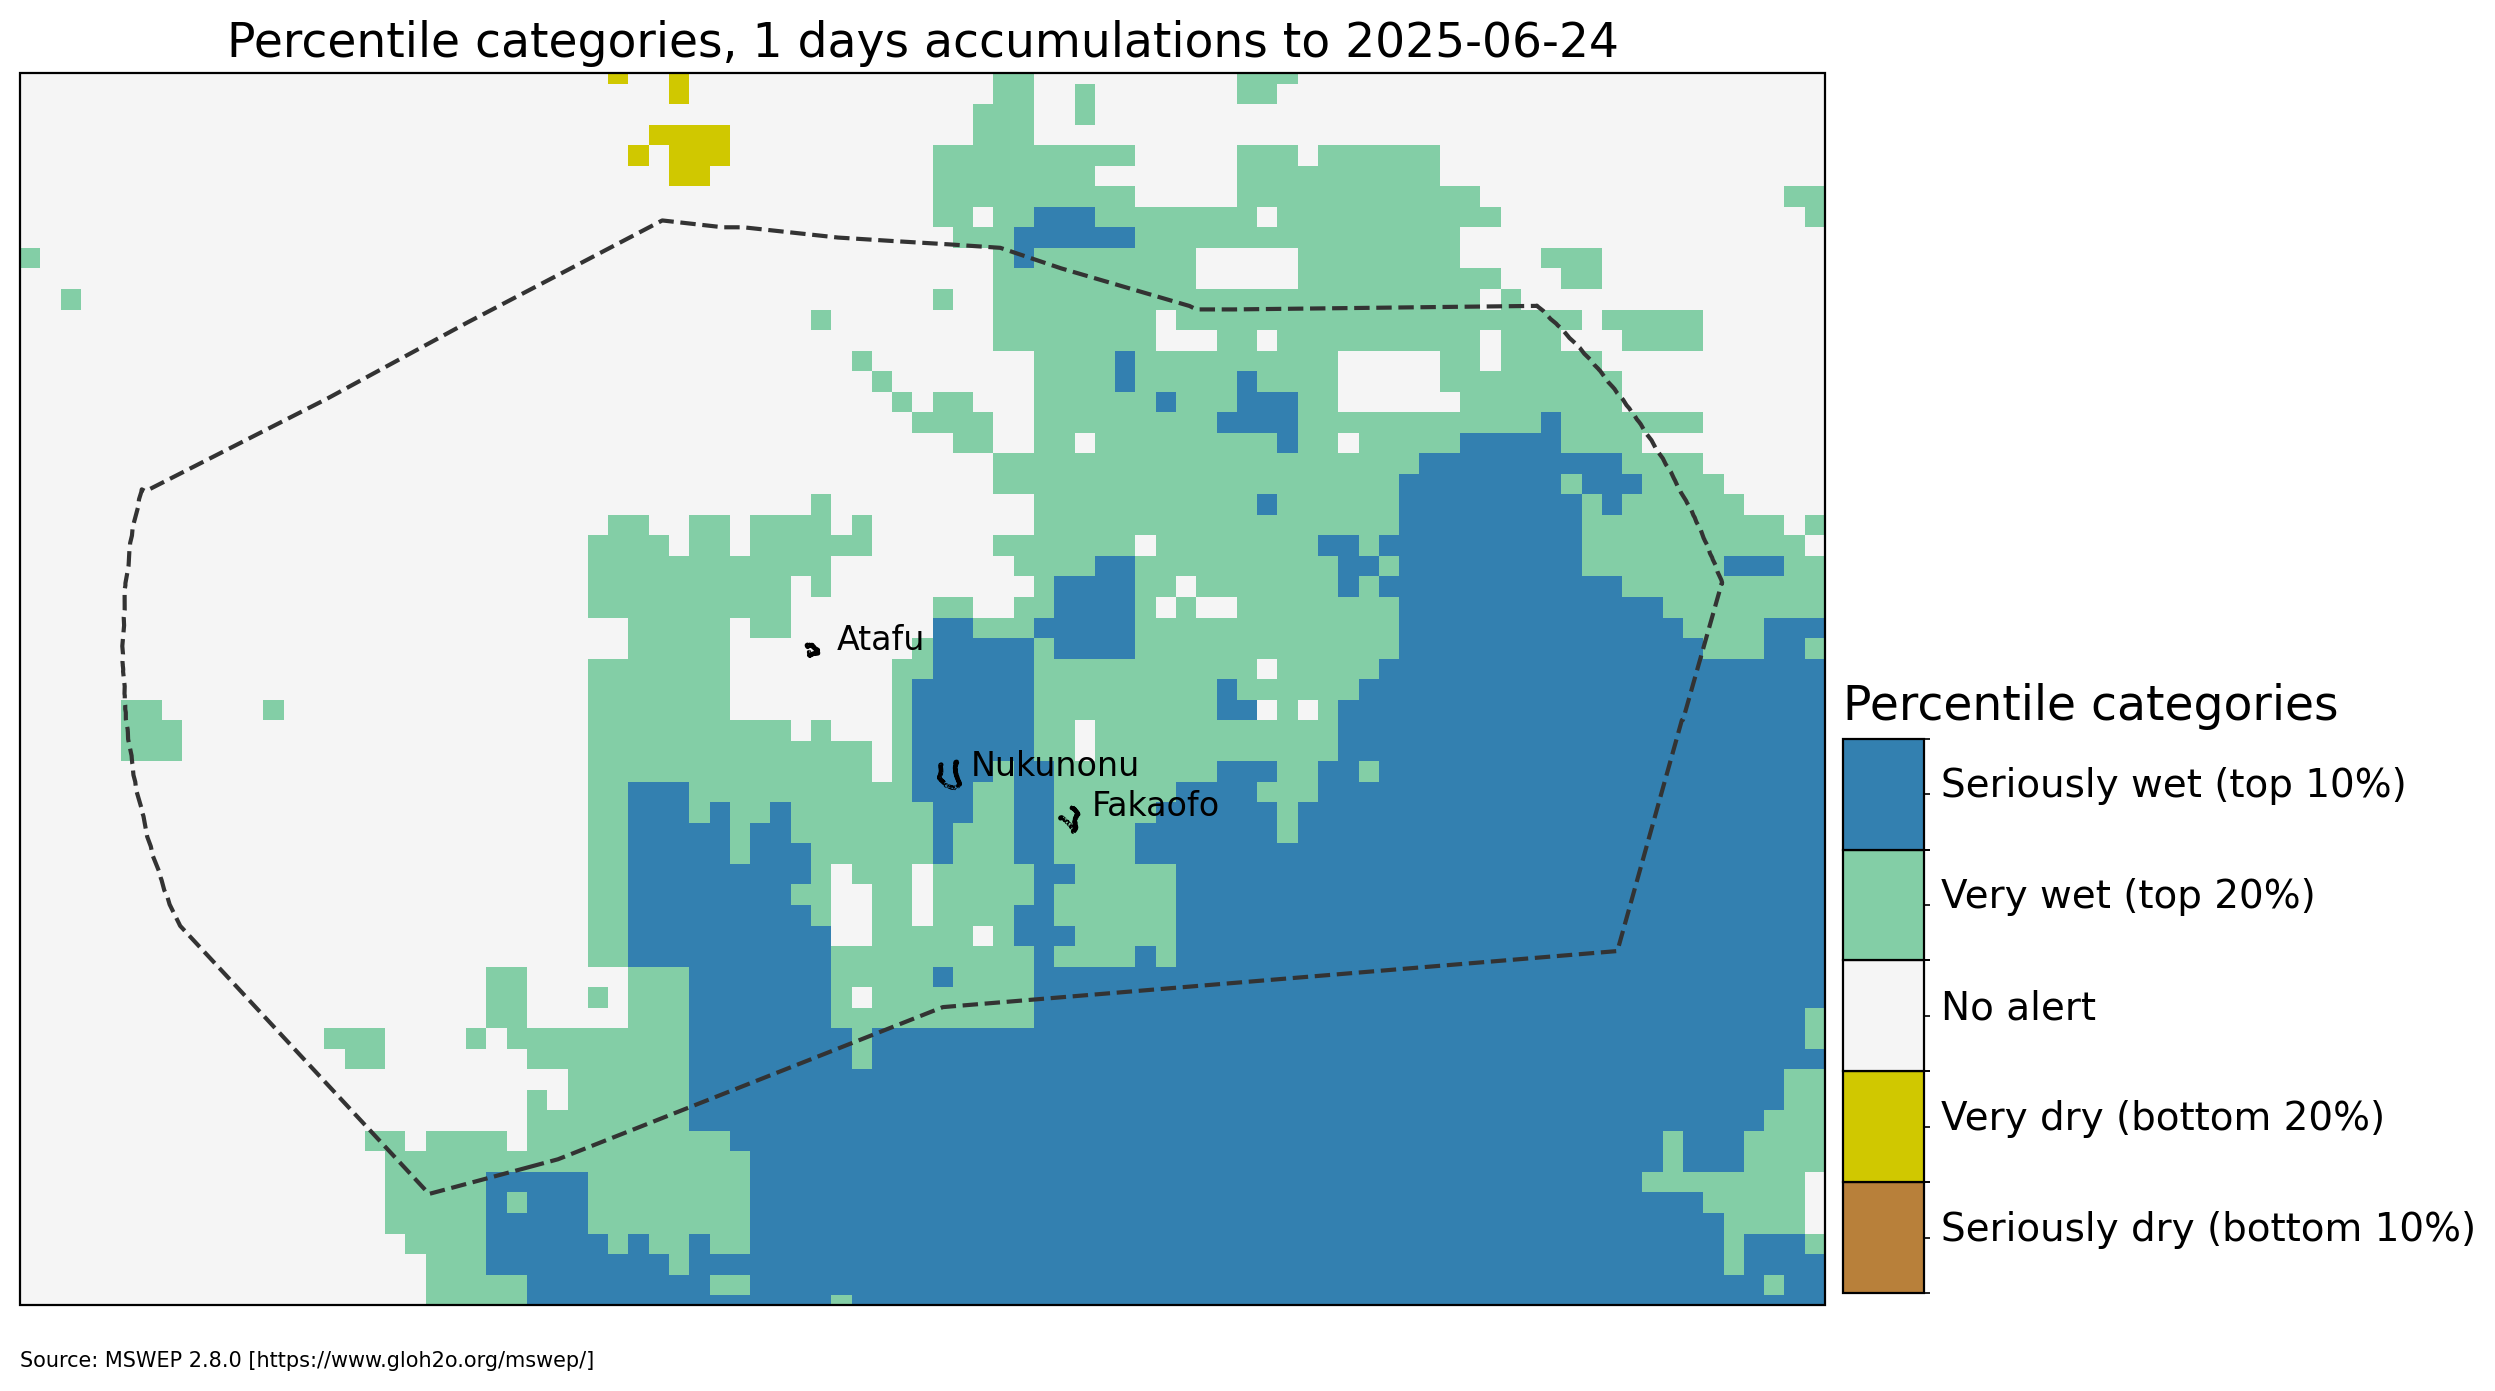 Percentile categories, 1 days accumulations to 2025-06-24
Atafu
Nukunonu
Fakaofo
Percentile categories
Seriously wet (top 10%)
Very wet (top 20%)
No alert
Very dry (bottom 20%)
Seriously dry (bottom 10%)
Source: MSWEP 2.8.0 [https://www.gloh2o.org/mswep/]